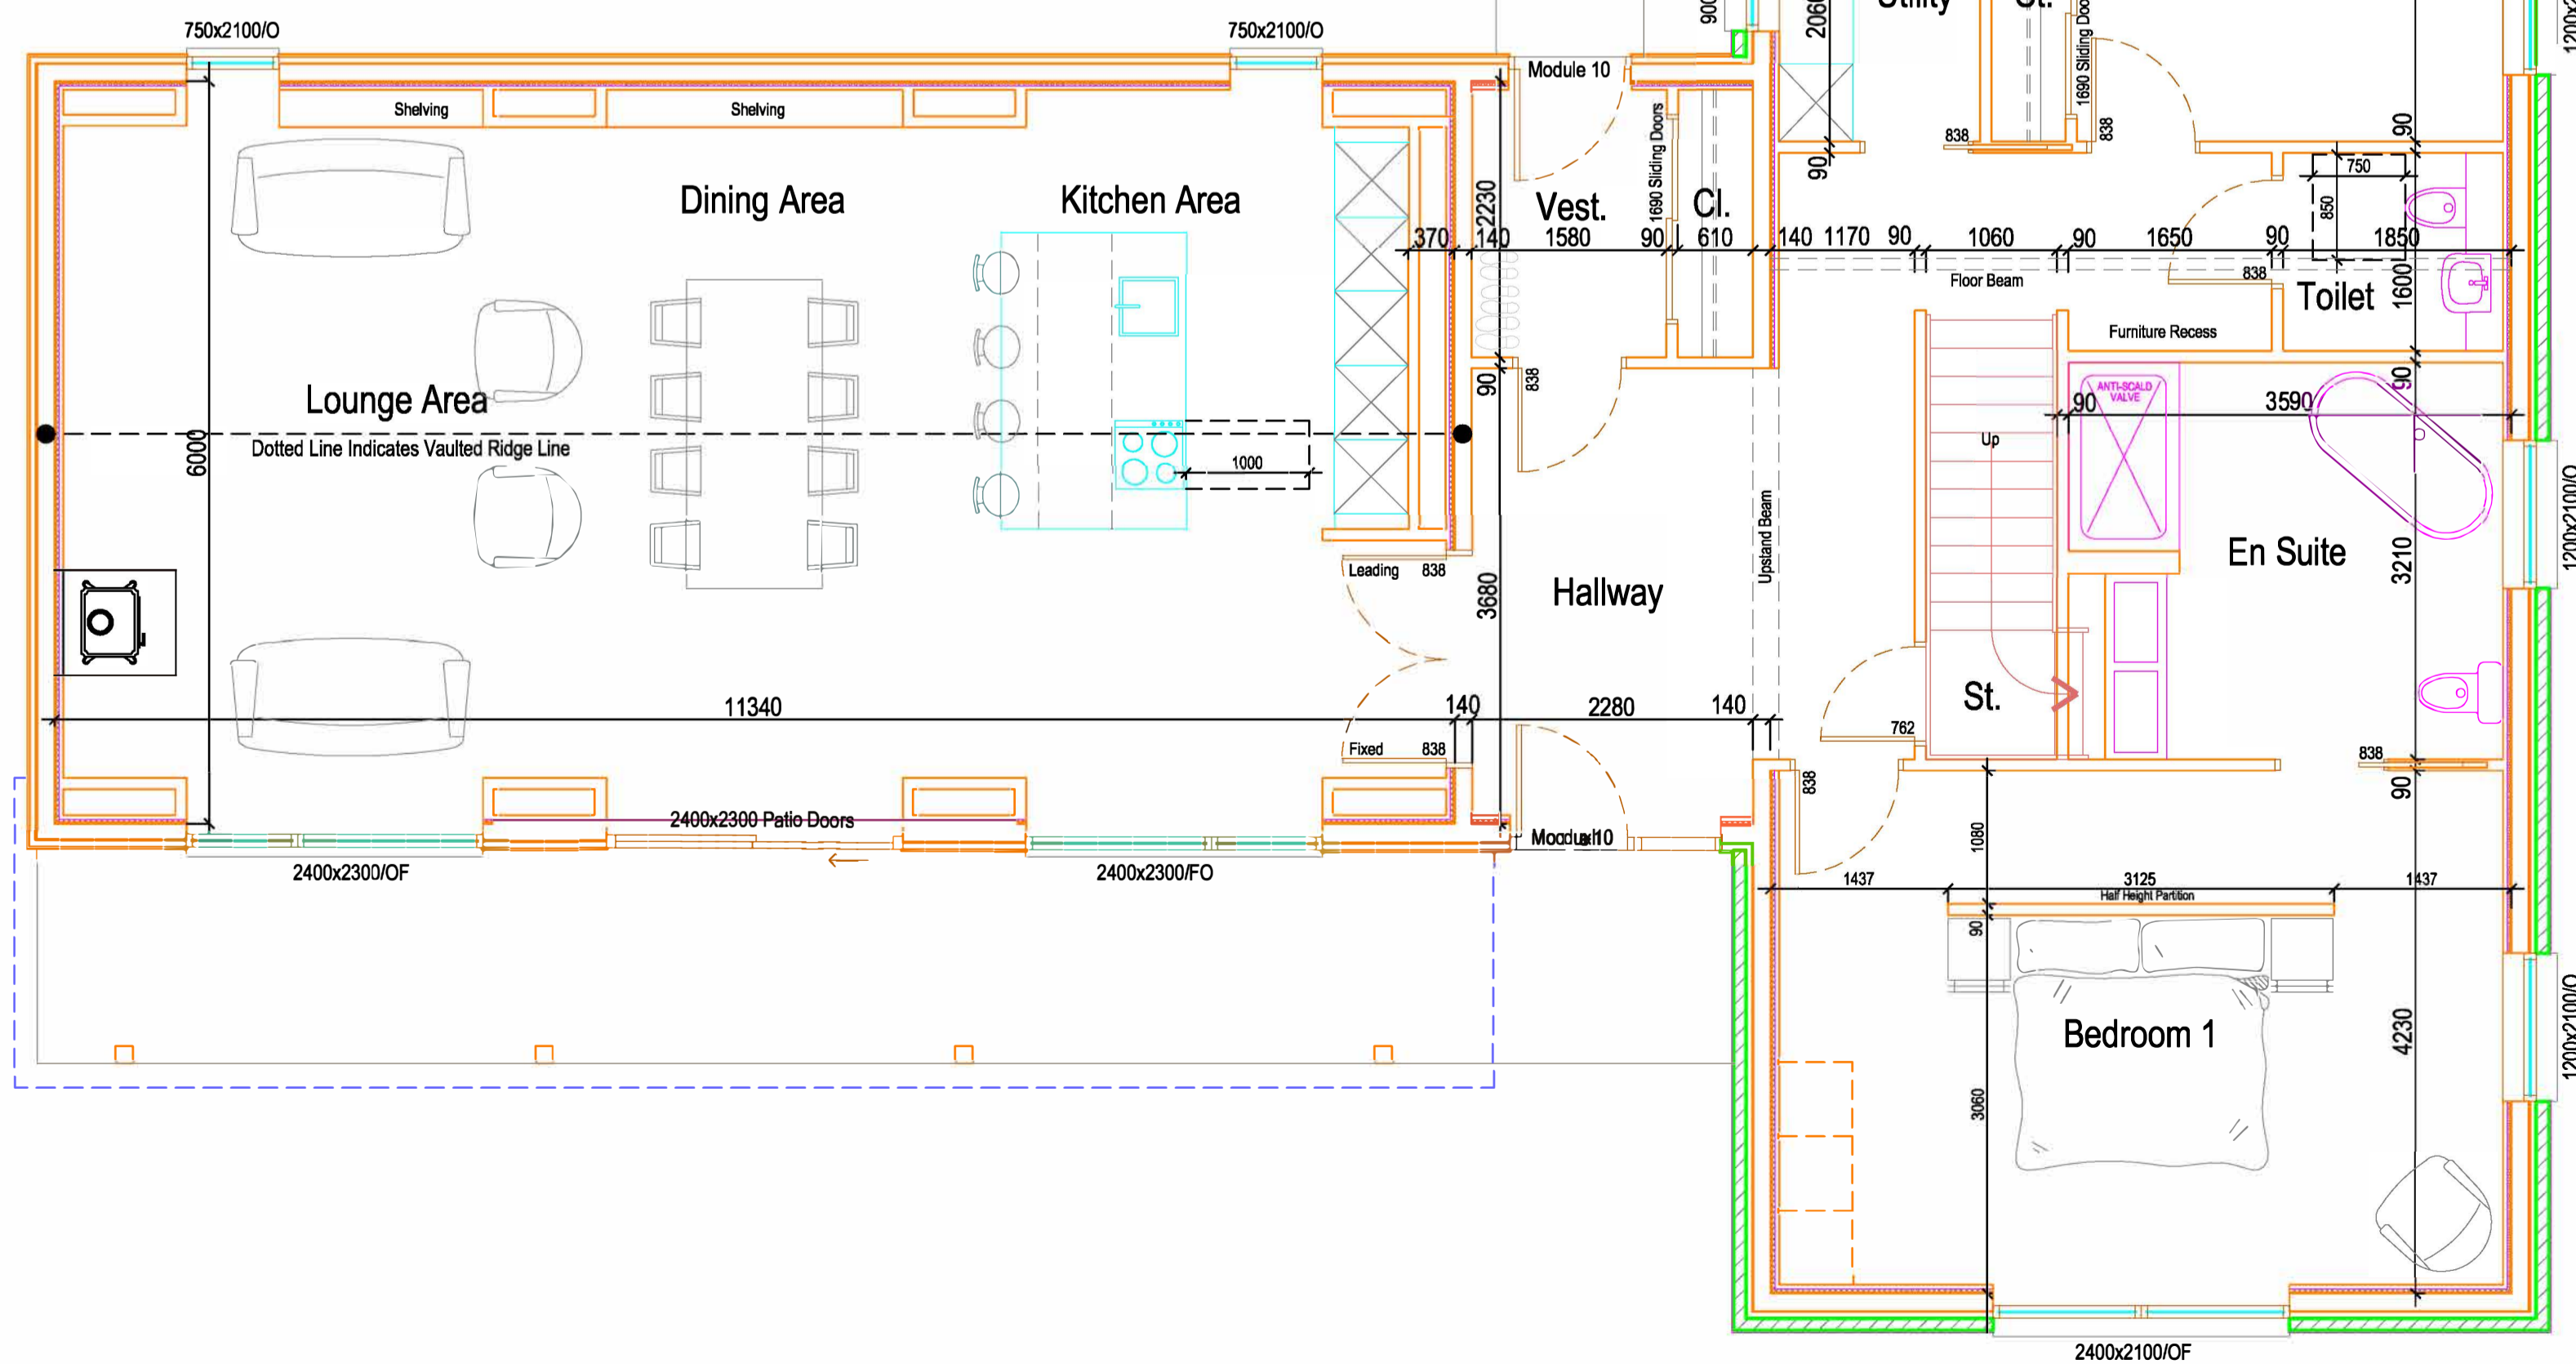 750x2100/O
750x2100/O
Shelving
Shelving
Module 10
1690 Sliding Doors
838
838
90
90
750
850
Dining Area
Kitchen Area
Vest.
Cl.
1690 Sliding Doors
2230
370
140
1580
90
610
140
1170
90
1060
90
1650
90
1850
Floor Beam
838
Toilet
1600
Furniture Recess
Lounge Area
Dotted Line Indicates Vaulted Ridge Line
6000
1000
90
838
90
ANTI-SCALD
VALVE
90
3590
Up
Upstand Beam
En Suite
3210
1200x2100/O
Leading
838
3680
Hallway
11340
140
2280
140
St.
762
Fixed
838
838
838
90
2400x2300 Patio Doors
2400x2300/OF
2400x2300/FO
1080
1437
3125
1437
Half Height Partition
90
Bedroom 1
4230
1200x2100/O
3060
2400x2100/OF